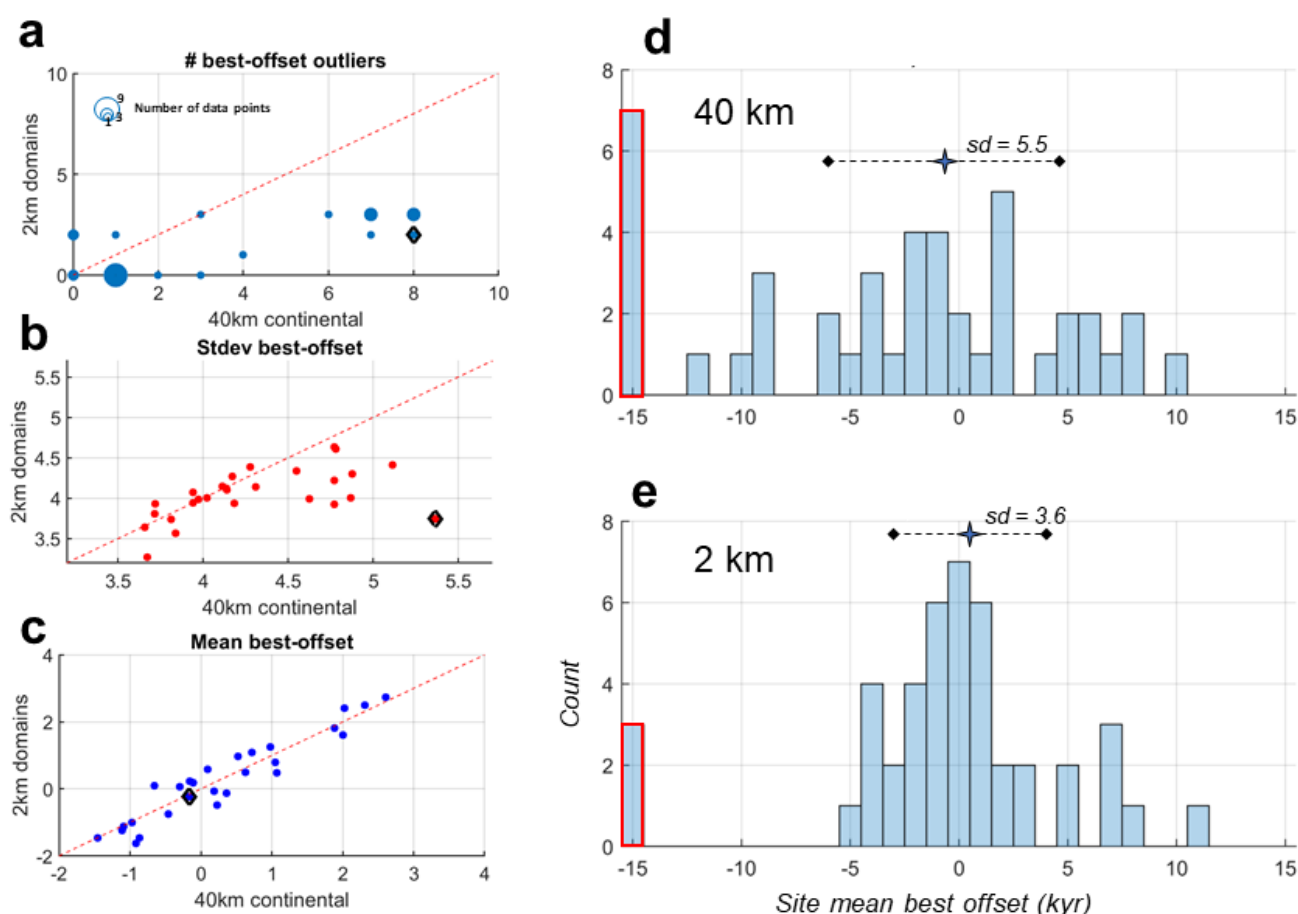 a
# best-offset outliers
10
5
0
2km domains
9
3
1
Number of data points
0 2 4 6 8 10
40km continental
b
Stdev best-offset
5.5
5
4.5
4
3.5
2km domains
3.5 4 4.5 5 5.5
40km continental
c
Mean best-offset
4
2
0
-2
2km domains
-2 -1 0 1 2 3 4
40km continental
d
8
6
4
2
0
40 km
sd = 5.5
-15 -10 -5 0 5 10 15
e
8
6
4
2
0
Count
2 km
sd = 3.6
-15 -10 -5 0 5 10 15
Site mean best offset (kyr)